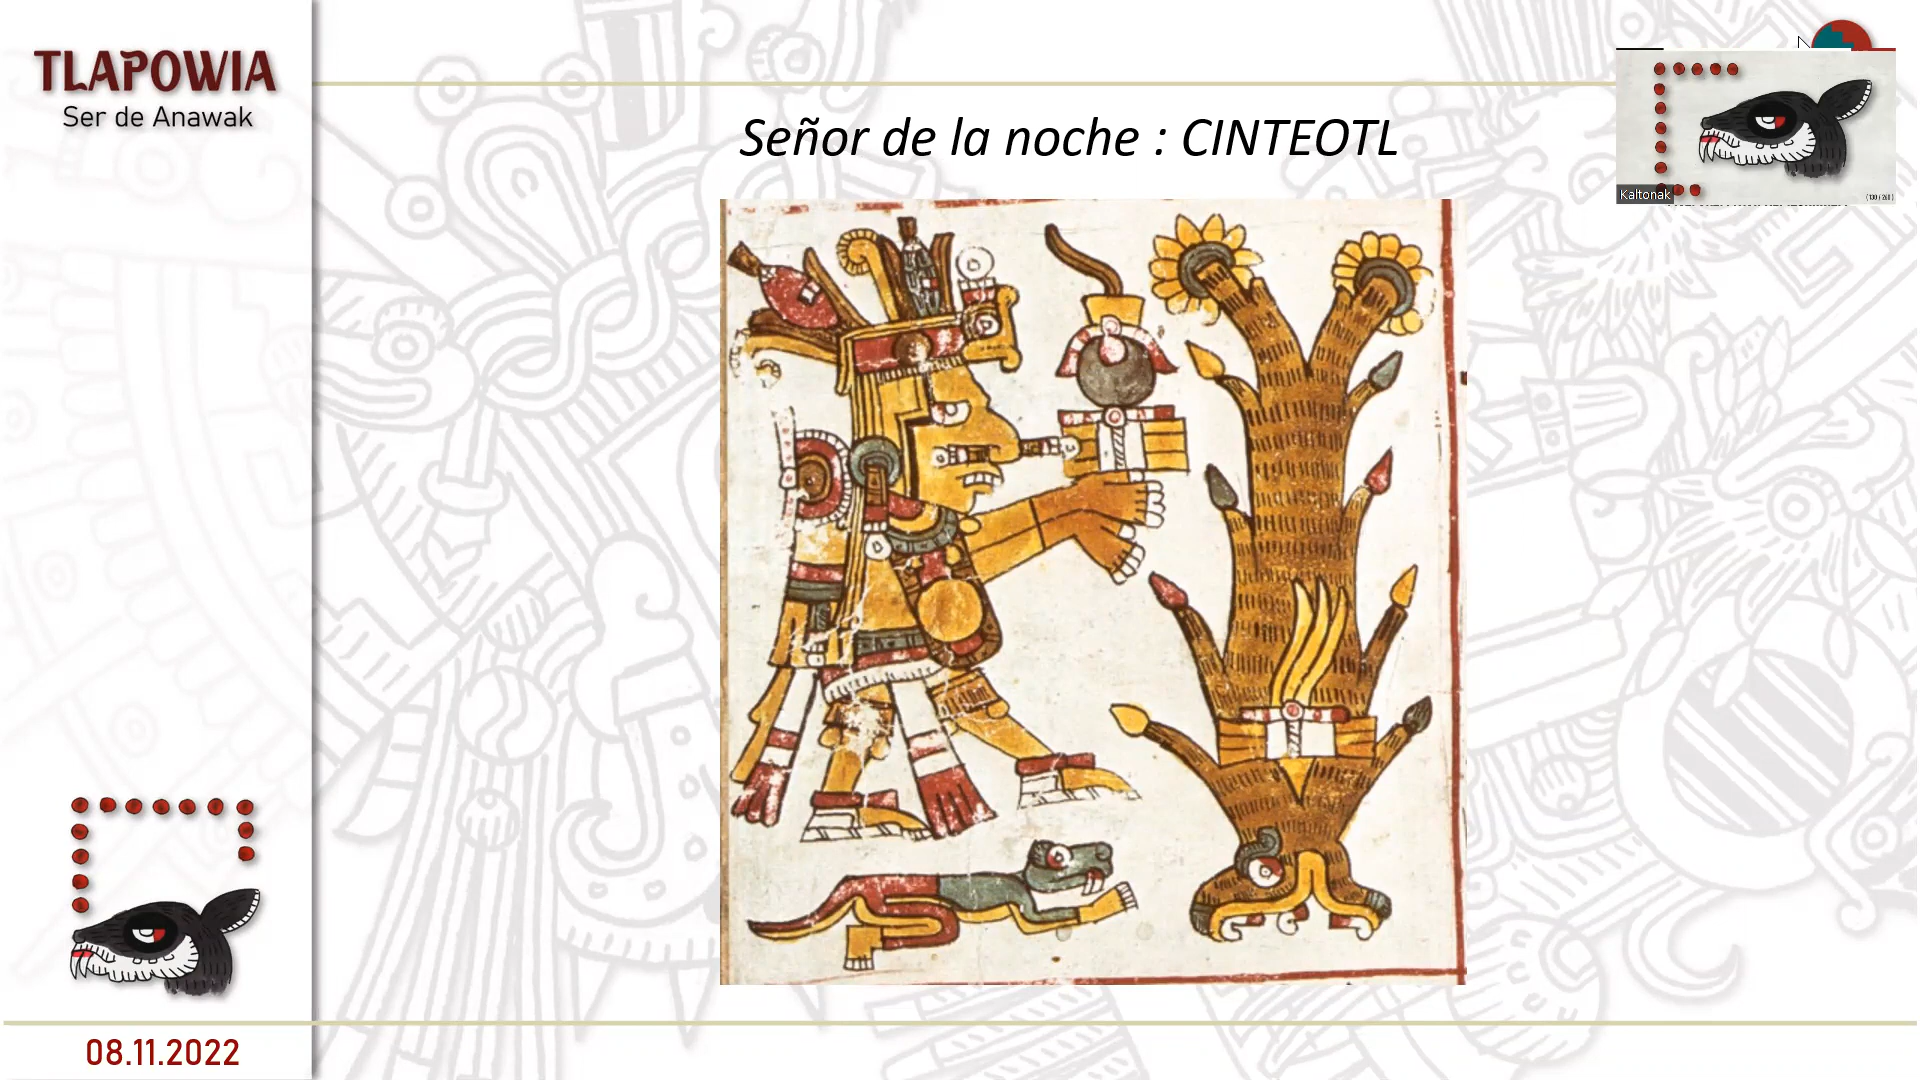 TLAPOWIA
Ser de Anawak
Señor de la noche : CINTEOTL
Kaltonak
08.11.2022